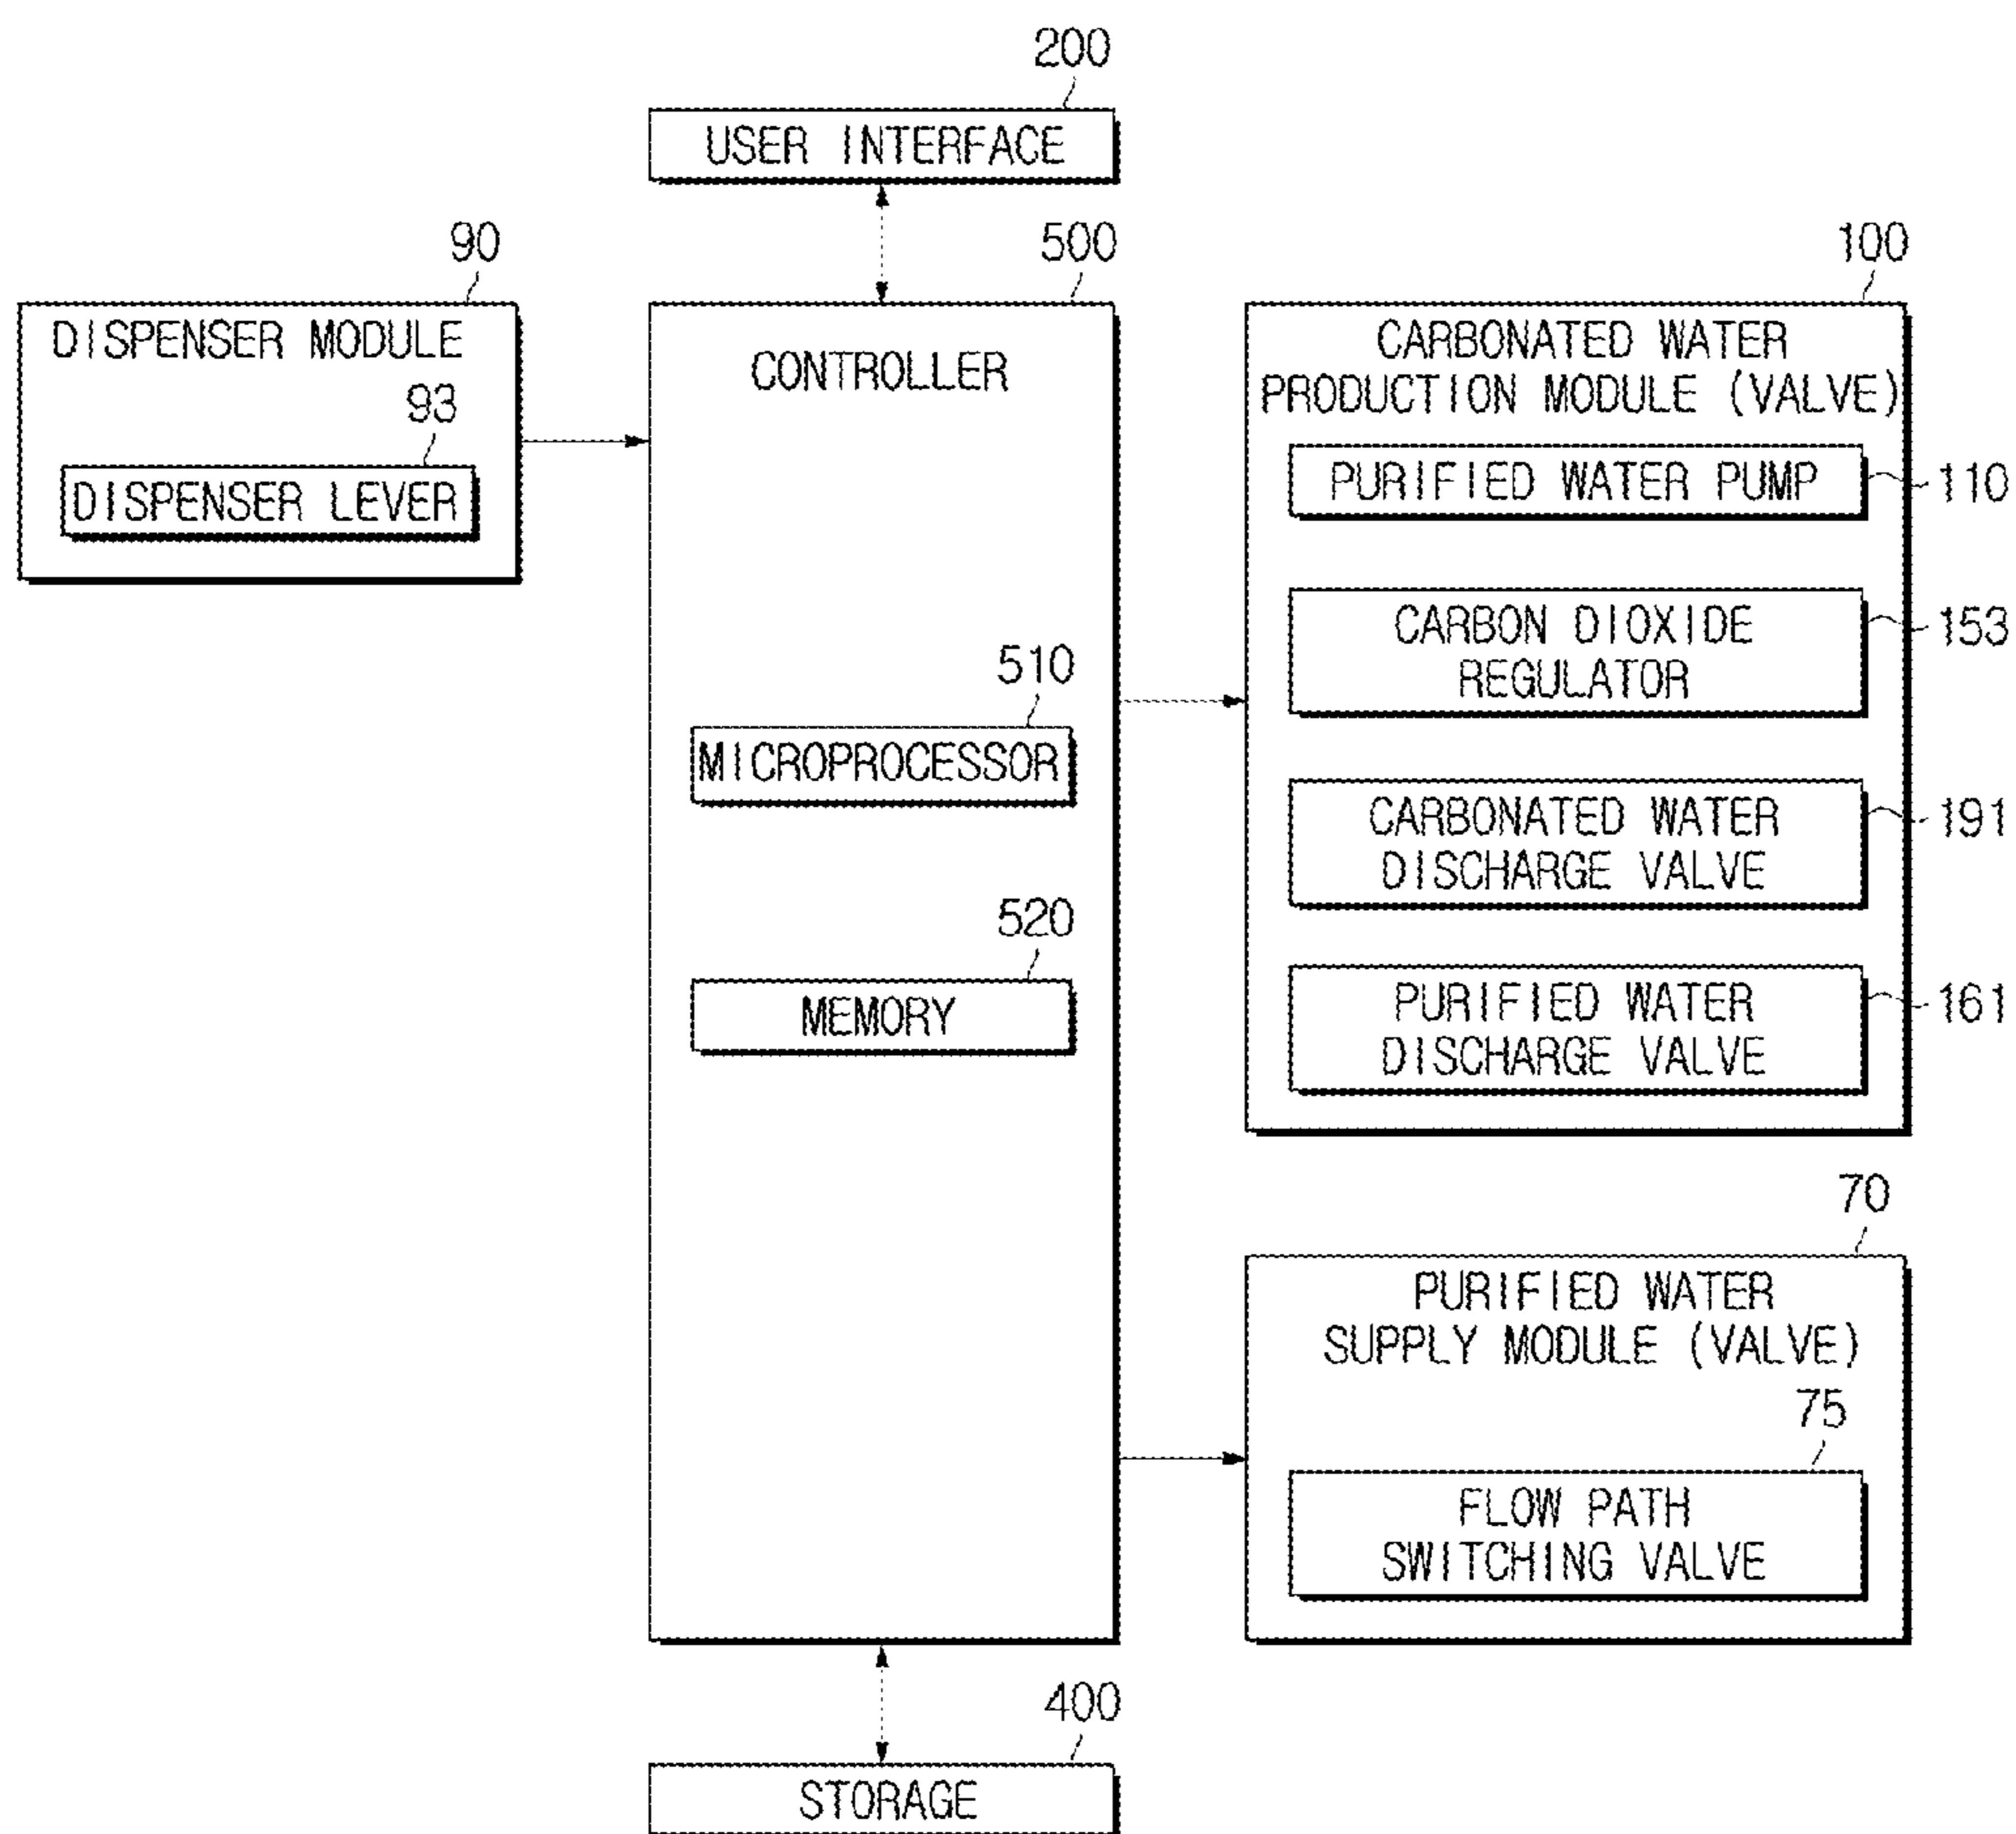 200
USER INTERFACE
90
500
100
DISPENSER MODULE
93
DISPENSER LEVER
CONTROLLER
510
MICROPROCESSOR
520
MEMORY
CARBONATED WATER
PRODUCTION MODULE (VALVE)
PURIFIED WATER PUMP
110
CARBON DIOXIDE
REGULATOR
153
CARBONATED WATER
DISCHARGE VALVE
191
PURIFIED WATER
DISCHARGE VALVE
161
70
PURIFIED WATER
SUPPLY MODULE (VALVE)
75
FLOW PATH
SWITCHING VALVE
400
STORAGE